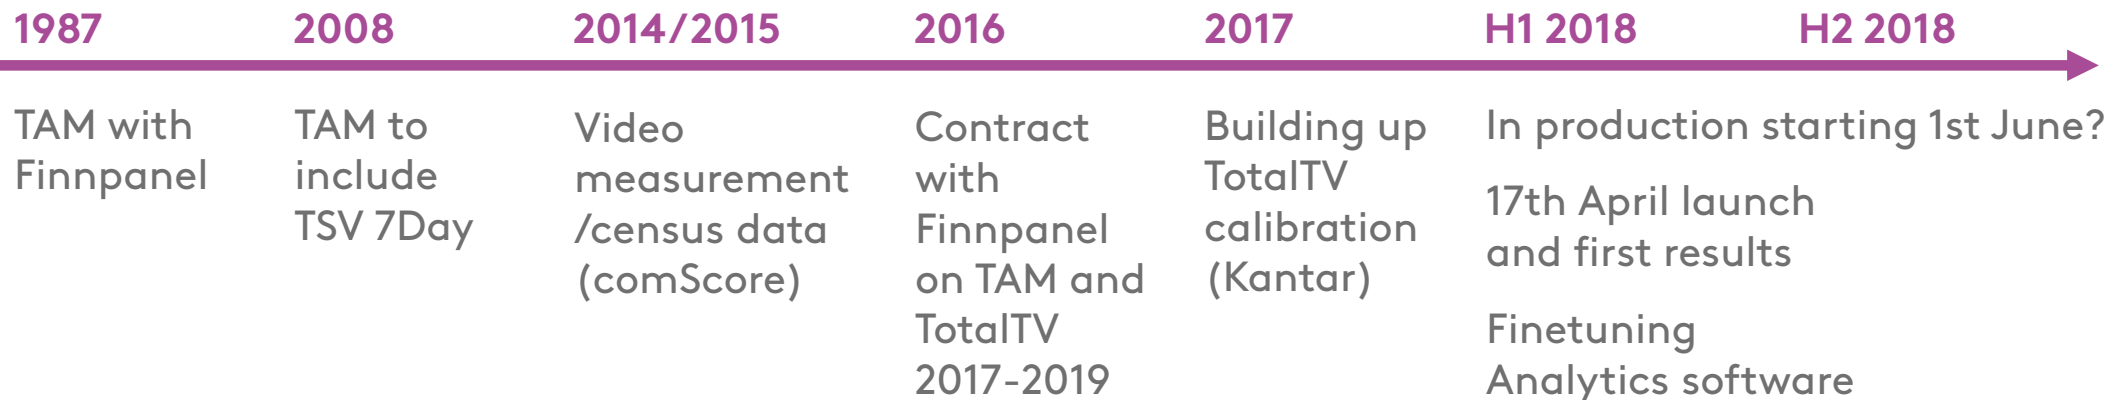 1987
TAM with
Finnpanel
2008
TAM to
include
TSV 7Day
2014/2015
Video
measurement
/census data
(comScore)
2016
Contract
with
Finnpanel
on TAM and
TotalTV
2017-2019
2017
Building up
TotalTV
calibration
(Kantar)
H1 2018
H2 2018
In production starting 1st June?
17th April launch
and first results
Finetuning
Analytics software